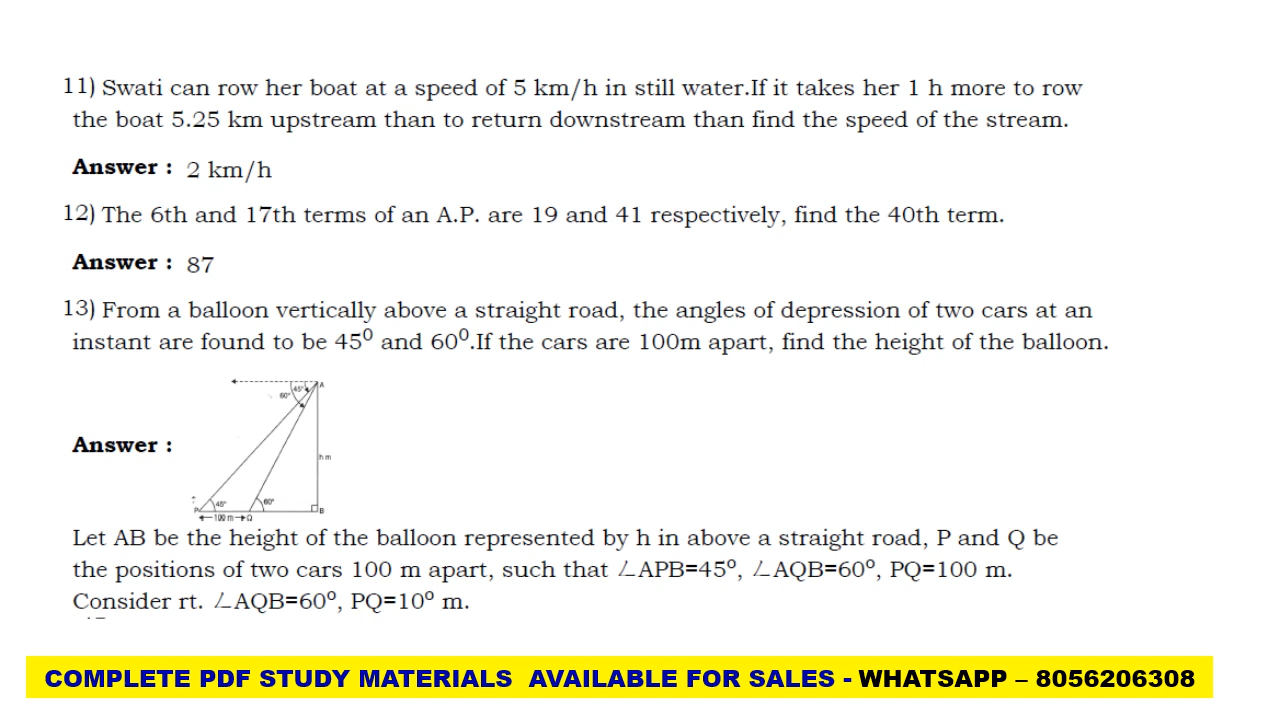 11) Swati can row her boat at a speed of 5 km/h in still water.If it takes her 1 h more to row
the boat 5.25 km upstream than to return downstream than find the speed of the stream.
Answer : 2 km/h
12) The 6th and 17th terms of an A.P. are 19 and 41 respectively, find the 40th term.
Answer : 87
13) From a balloon vertically above a straight road, the angles of depression of two cars at an
instant are found to be 45⁰ and 60⁰.If the cars are 100m apart, find the height of the balloon.
45° A
60°
Answer :
h m
P 45° 60° B
100 m Q
Let AB be the height of the balloon represented by h in above a straight road, P and Q be
the positions of two cars 100 m apart, such that ∠APB=45°, ∠AQB=60°, PQ=100 m.
Consider rt. ∠AQB=60°, PQ=10° m.
COMPLETE PDF STUDY MATERIALS AVAILABLE FOR SALES - WHATSAPP – 8056206308